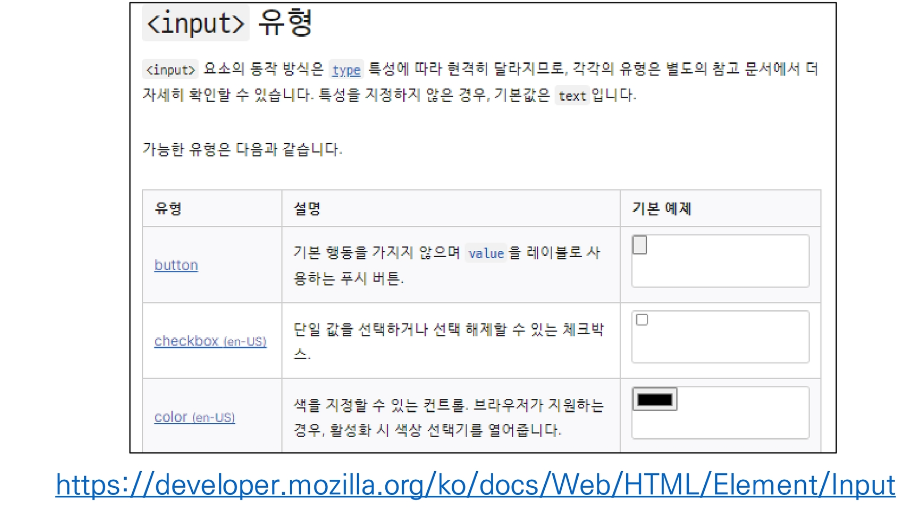 <input> 유형
<input> 요소의 동작 방식은 type 특성에 따라 현격히 달라지므로, 각각의 유형은 별도의 참고 문서에서 더
자세히 확인할 수 있습니다. 특성을 지정하지 않은 경우, 기본값은 text 입니다.
가능한 유형은 다음과 같습니다.
유형 설명 기본 예제
button 기본 행동을 가지지 않으며 value 을 레이블로 사
용하는 푸시 버튼.
checkbox (en-US) 단일 값을 선택하거나 선택 해제할 수 있는 체크박
스.
color (en-US) 색을 지정할 수 있는 컨트롤. 브라우저가 지원하는
경우, 활성화 시 색상 선택기를 열어줍니다.
https://developer.mozilla.org/ko/docs/Web/HTML/Element/Input